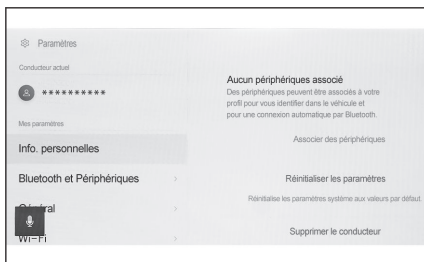 Paramètres
Conducteur actuel
**********
Mes paramètres
Info. personnelles
Bluetooth et Périphériques
Général
Wi-Fi
Aucun périphériques associé
Des périphériques peuvent être associés à votre
profil pour vous identifier dans le véhicule et
pour une connexion automatique par Bluetooth.
Associer des périphériques
Réinitialiser les paramètres
Réinitialise les paramètres système aux valeurs par défaut.
Supprimer le conducteur